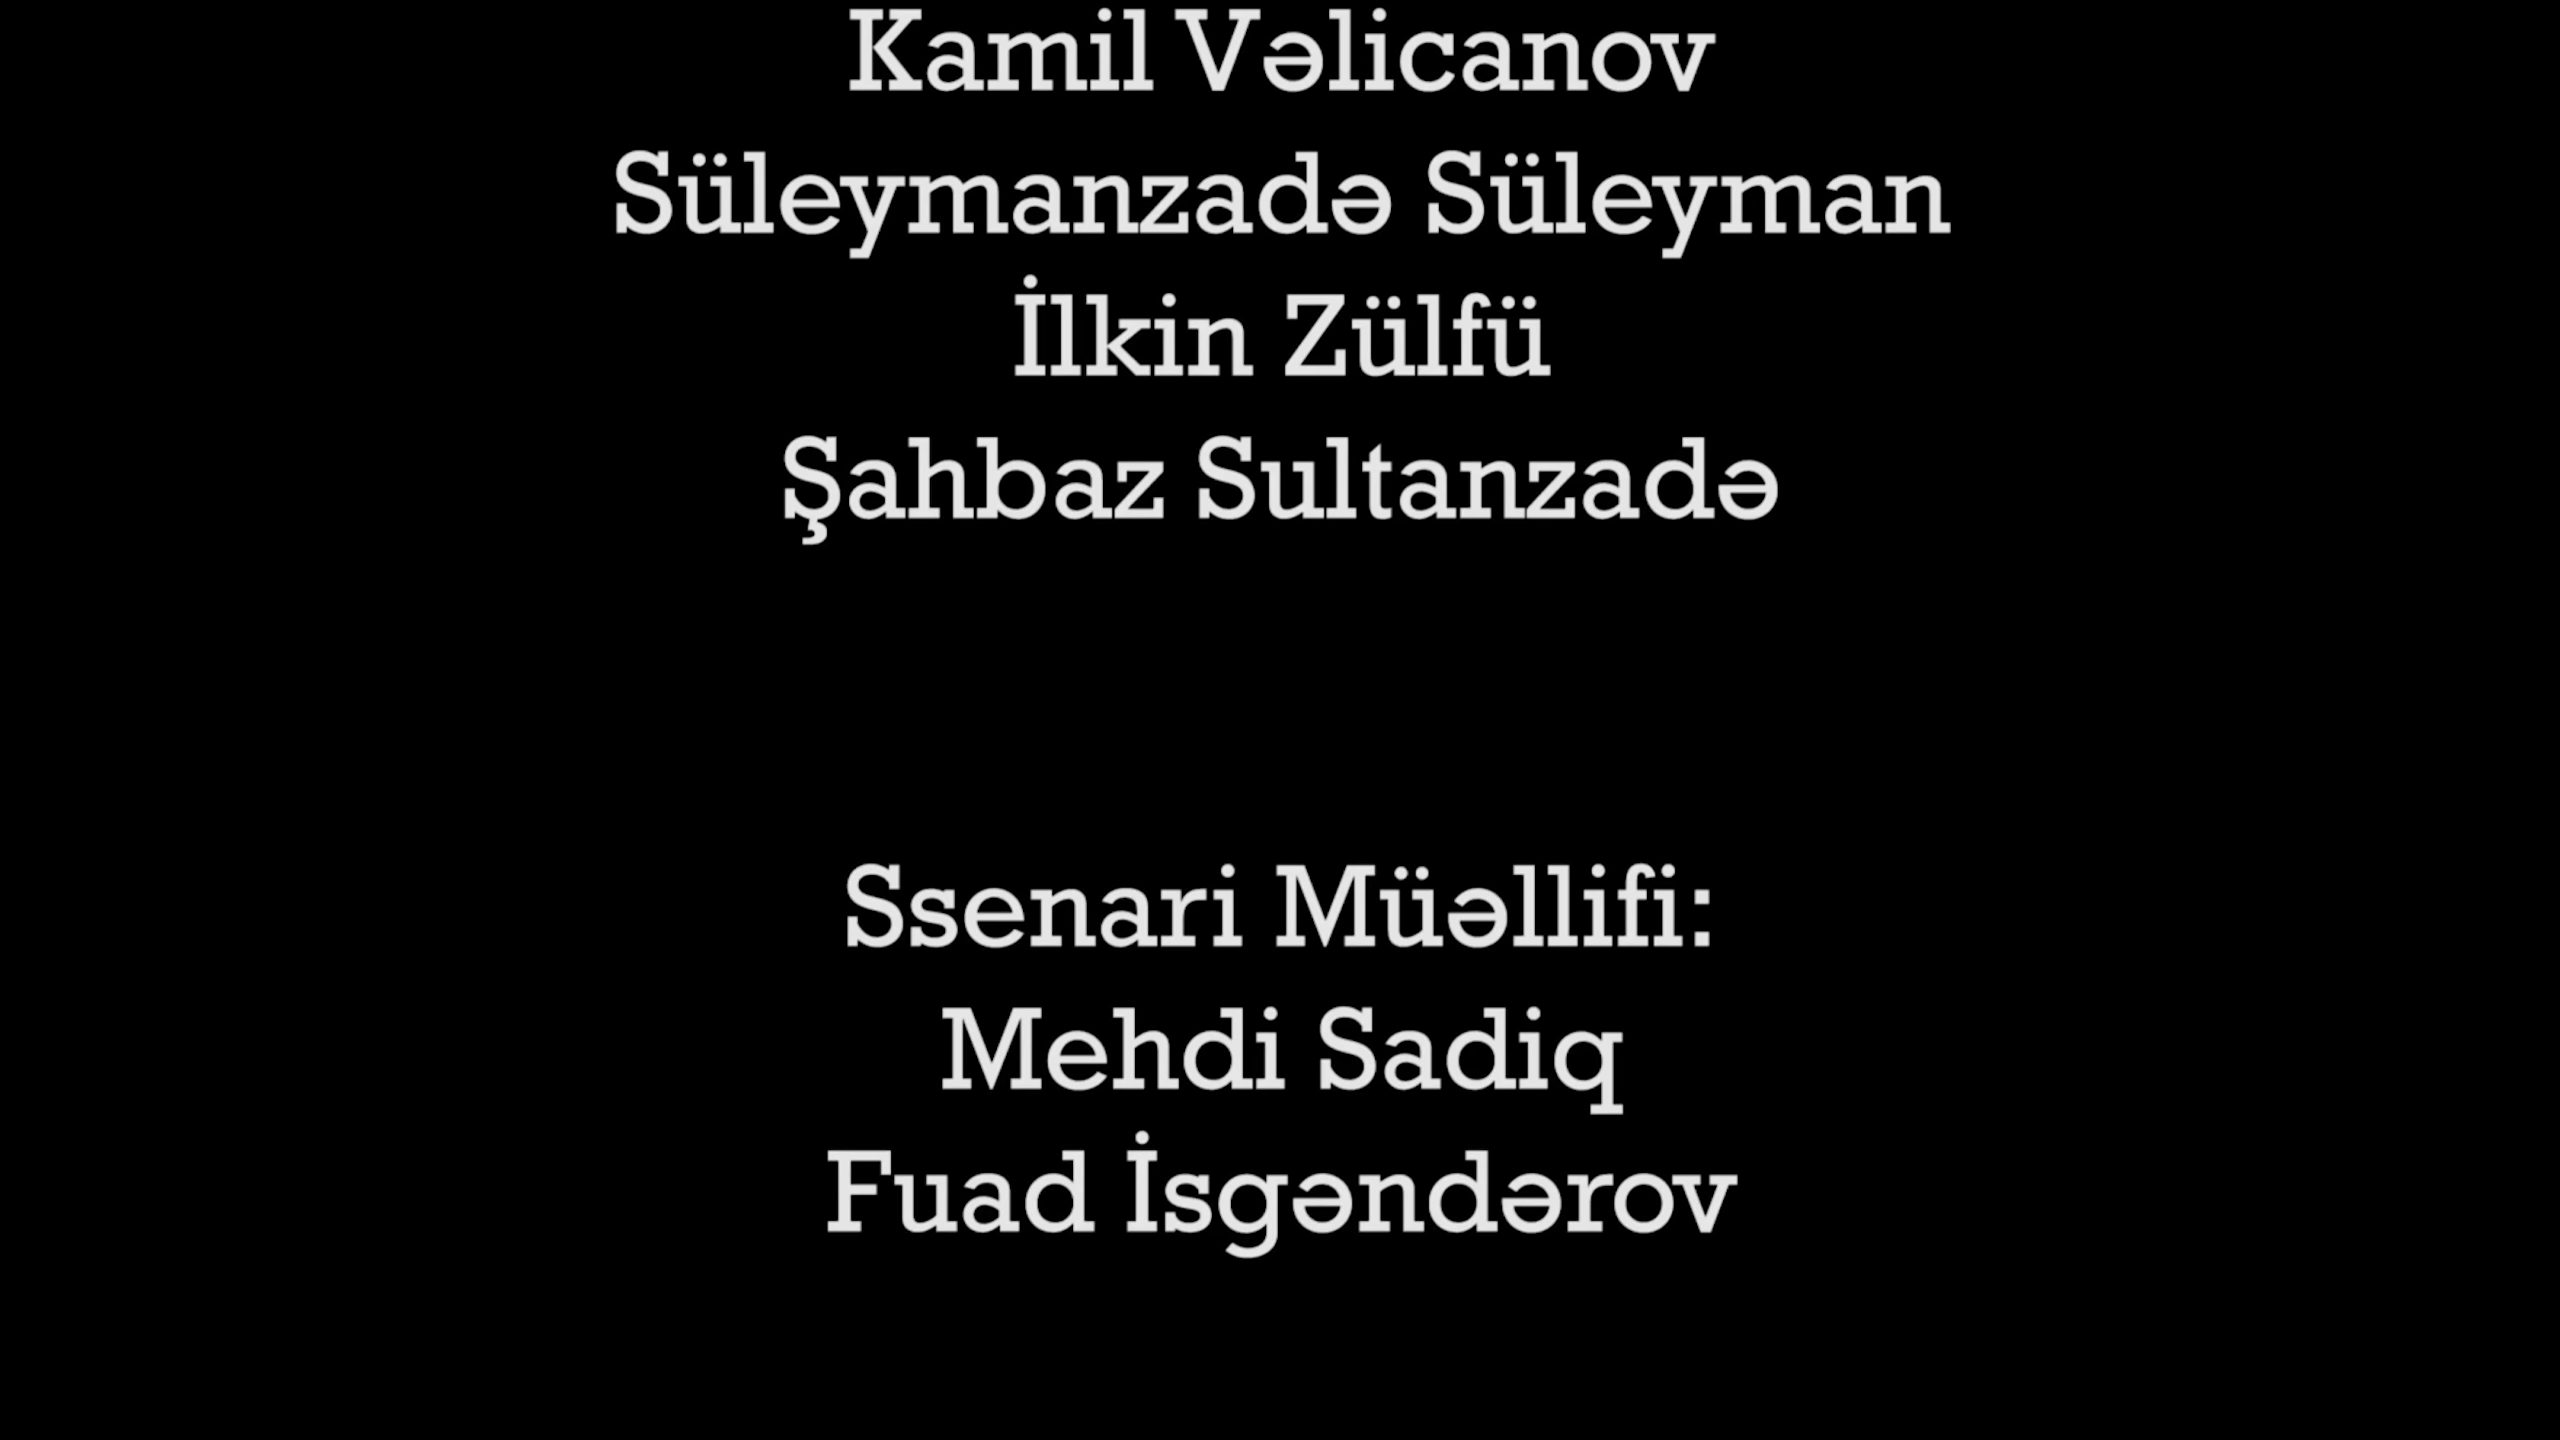 Kamil Vəlicanov
Süleymanzadə Süleyman
İlkin Zülfü
Şahbaz Sultanzadə
Ssenari Müəllifi:
Mehdi Sadiq
Fuad İsgəndərov